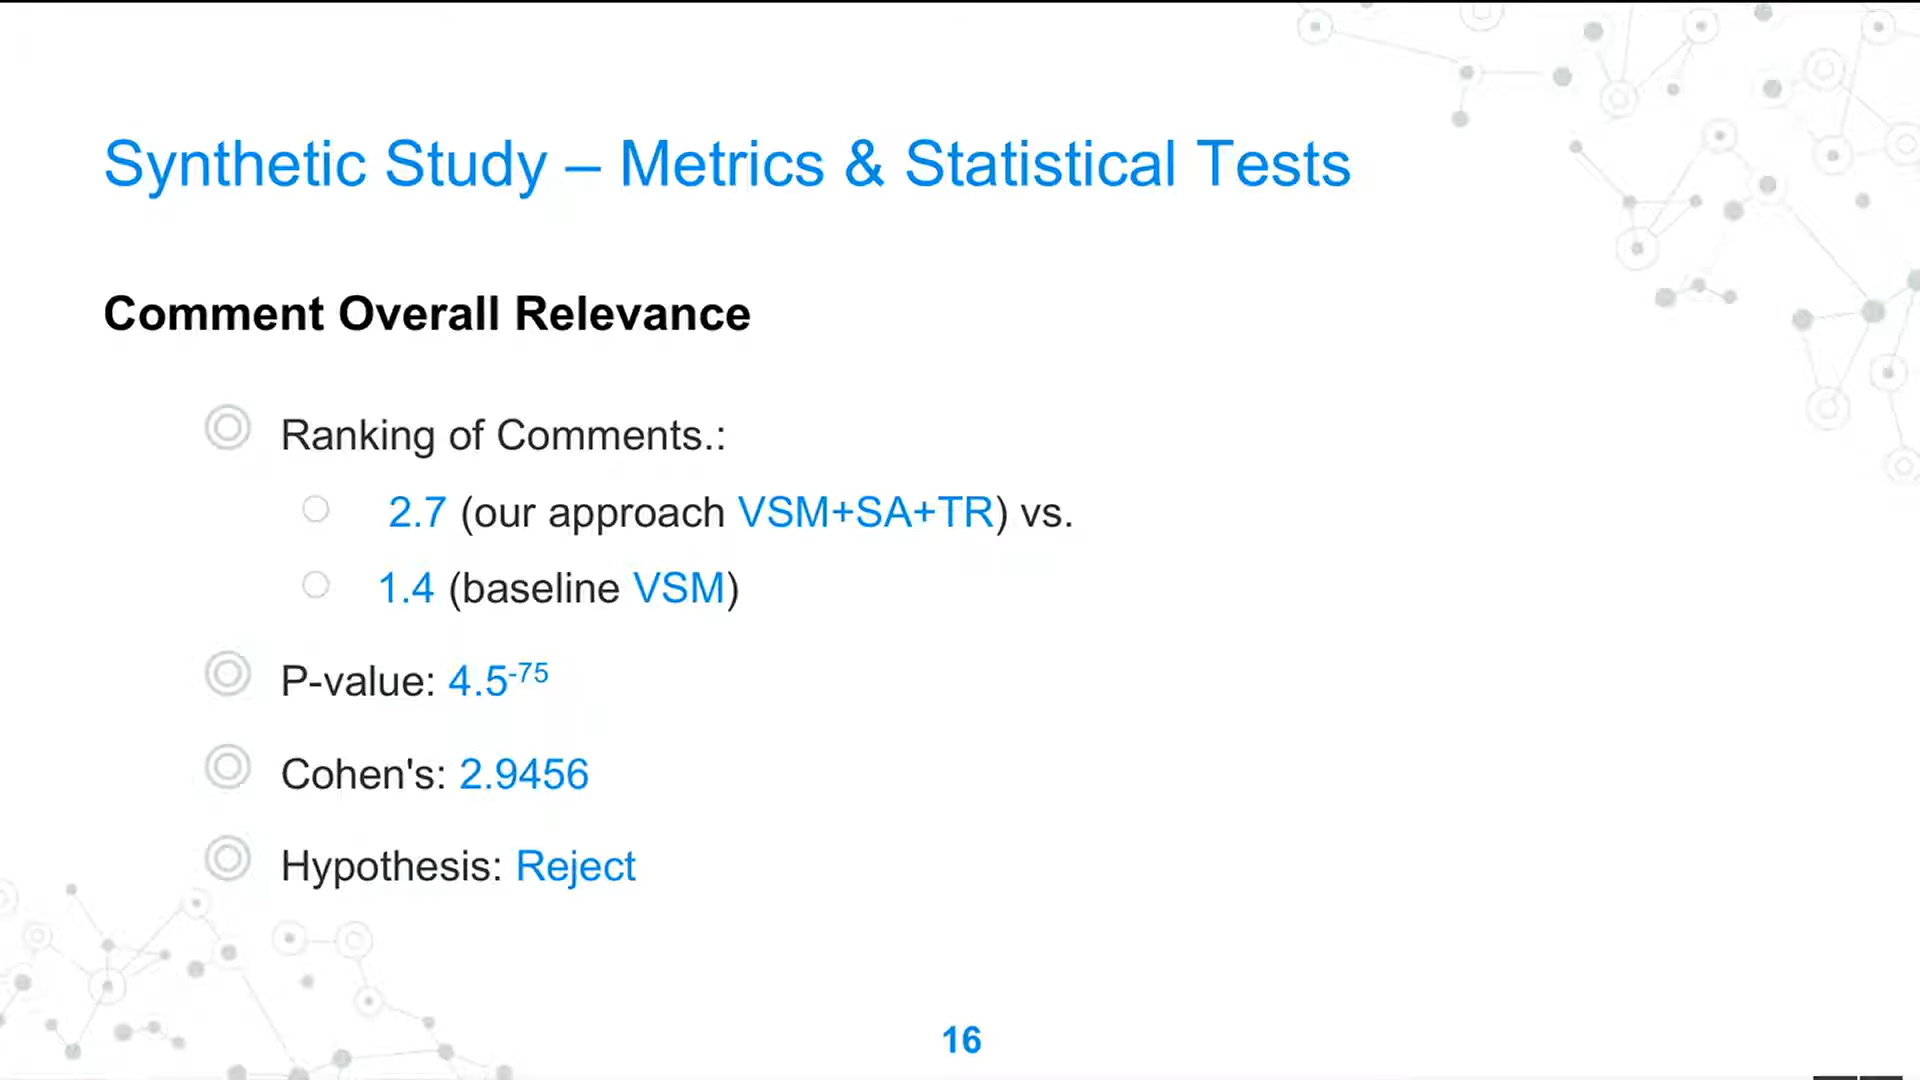 Synthetic Study – Metrics & Statistical Tests
Comment Overall Relevance
Ranking of Comments.:
2.7 (our approach VSM+SA+TR) vs.
1.4 (baseline VSM)
P-value: 4.5⁻⁷⁵
Cohen's: 2.9456
Hypothesis: Reject
16